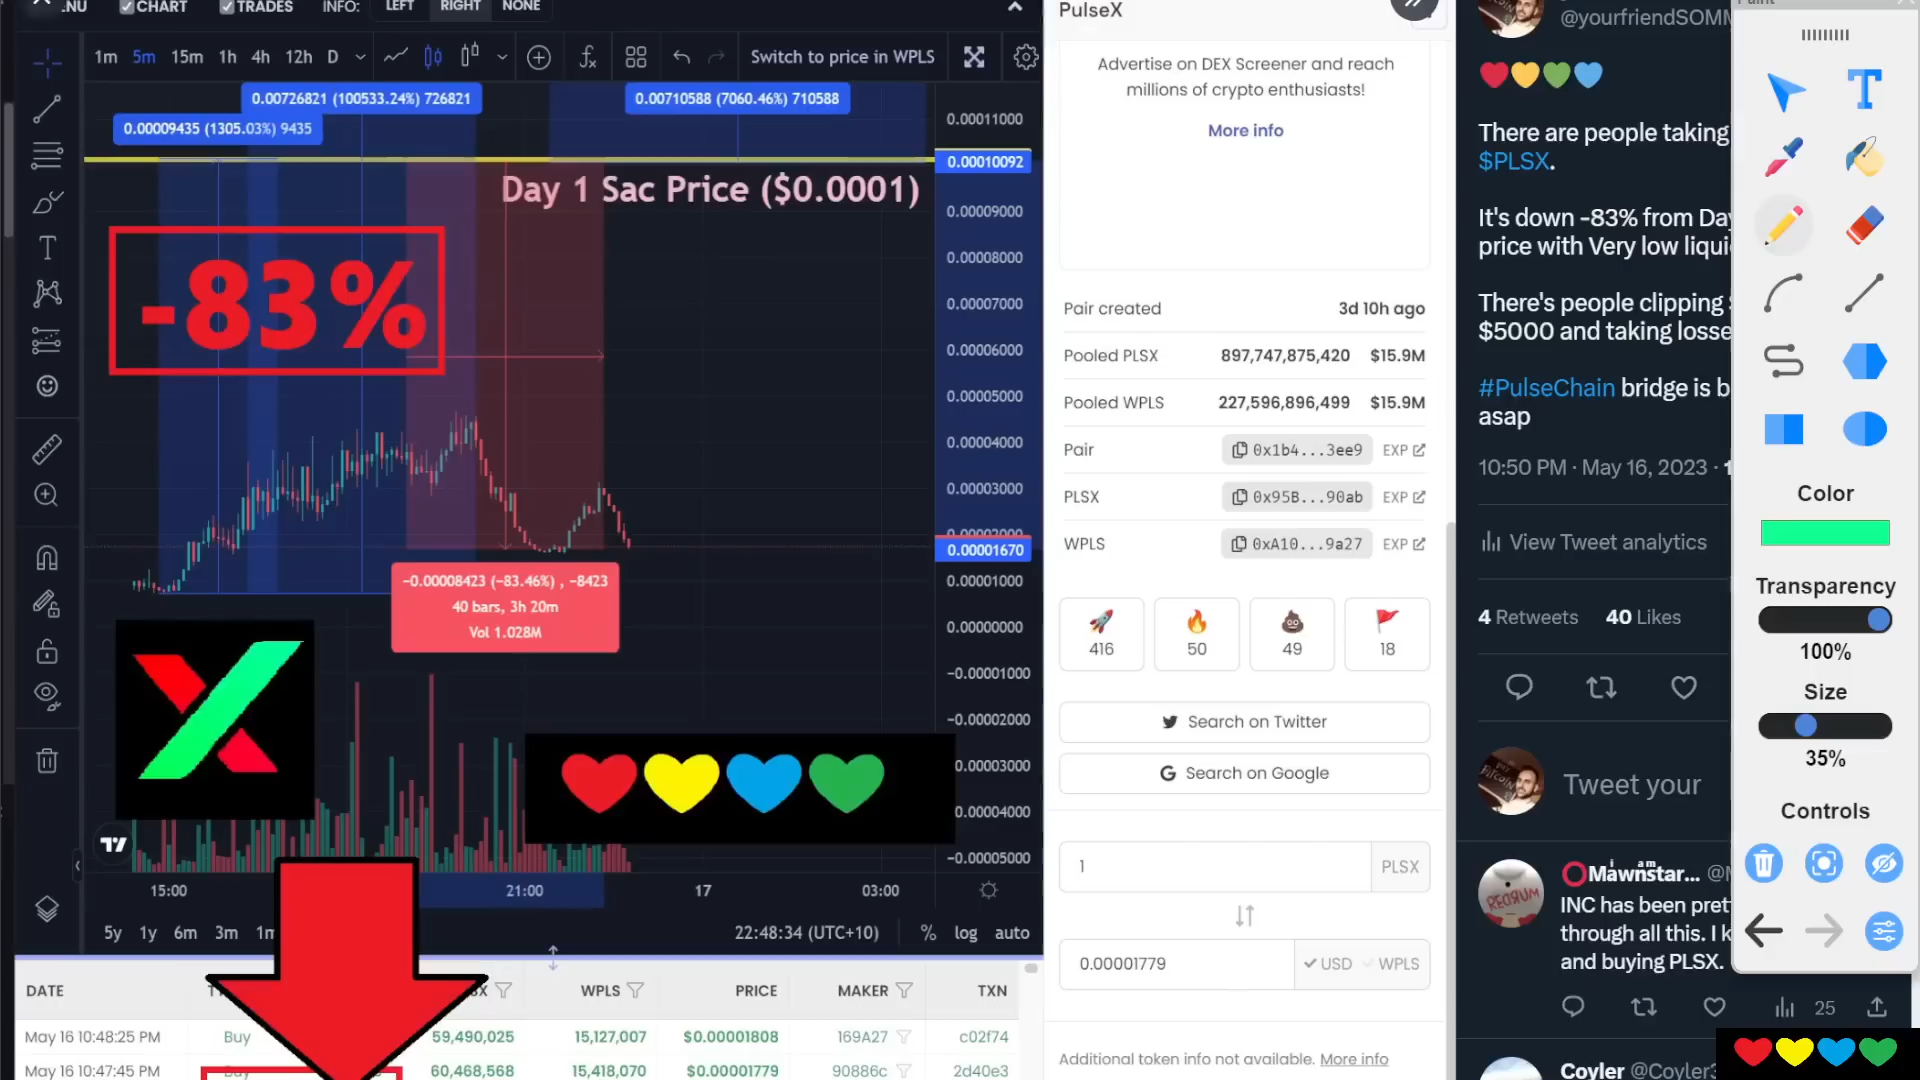 CHART
TRADES
INFO:
LEFT
RIGHT
NONE
1m
5m
15m
1h
4h
12h
D
Switch to price in WPLS
0.00726821 (100533.24%) 726821
0.00710588 (7060.46%) 710588
0.00009435 (1305.03%) 9435
Day 1 Sac Price ($0.0001)
-83%
0.00011000
0.00010092
0.00009000
0.00008000
0.00007000
0.00006000
0.00005000
0.00004000
0.00003000
0.00001670
0.00001000
0.00000000
−0.00001000
−0.00002000
−0.00003000
−0.00004000
−0.00005000
−0.00008423 (−83.46%) , −8423
40 bars, 3h 20m
Vol 1.028M
15:00
21:00
17
03:00
5y
1y
6m
3m
22:48:34 (UTC+10)
%
log
auto
DATE
WPLS
PRICE
MAKER
TXN
May 16 10:48:25 PM
Buy
59,490,025
15,127,007
$0.00001808
169A27
c02f74
May 16 10:47:45 PM
Buy
60,468,568
15,418,070
$0.00001779
90886c
2d40e3
PulseX
Advertise on DEX Screener and reach
millions of crypto enthusiasts!
More info
Pair created 3d 10h ago
Pooled PLSX 897,747,875,420 $15.9M
Pooled WPLS 227,596,896,499 $15.9M
Pair 0x1b4...3ee9 EXP
PLSX 0x95B...90ab EXP
WPLS 0xA10...9a27 EXP
416
50
49
18
Search on Twitter
Search on Google
1
PLSX
0.00001779
USD
WPLS
Additional token info not available. More info
There are people taking
$PLSX.
It's down -83% from Day
price with Very low
There's people clipping
$5000 and taking
#PulseChain bridge is
asap
10:50 PM · May 16, 2023
View Tweet analytics
4 Retweets 40 Likes
Tweet your
i am
Mawnstar...
REDRUM
INC has been
through all this. I
and buying PLSX.
25
Coyler
Color
Transparency
100%
Size
35%
Controls